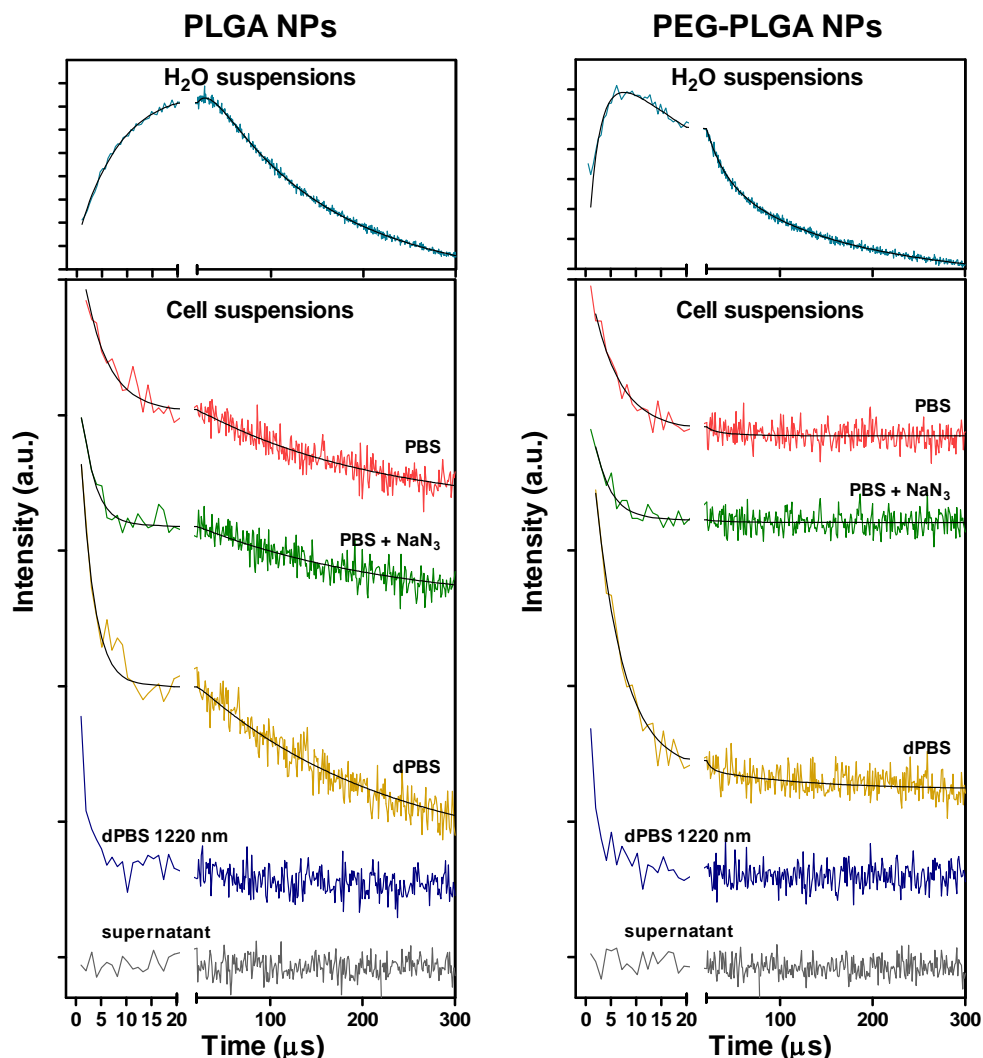 PLGA NPs
H₂O suspensions
Cell suspensions
PBS
PBS + NaN₃
dPBS
dPBS 1220 nm
supernatant
Intensity (a.u.)
0 5 10 15 20 100 200 300
Time (μs)
PEG-PLGA NPs
H₂O suspensions
Cell suspensions
PBS
PBS + NaN₃
dPBS
dPBS 1220 nm
supernatant
Intensity (a.u.)
0 5 10 15 20 100 200 300
Time (μs)